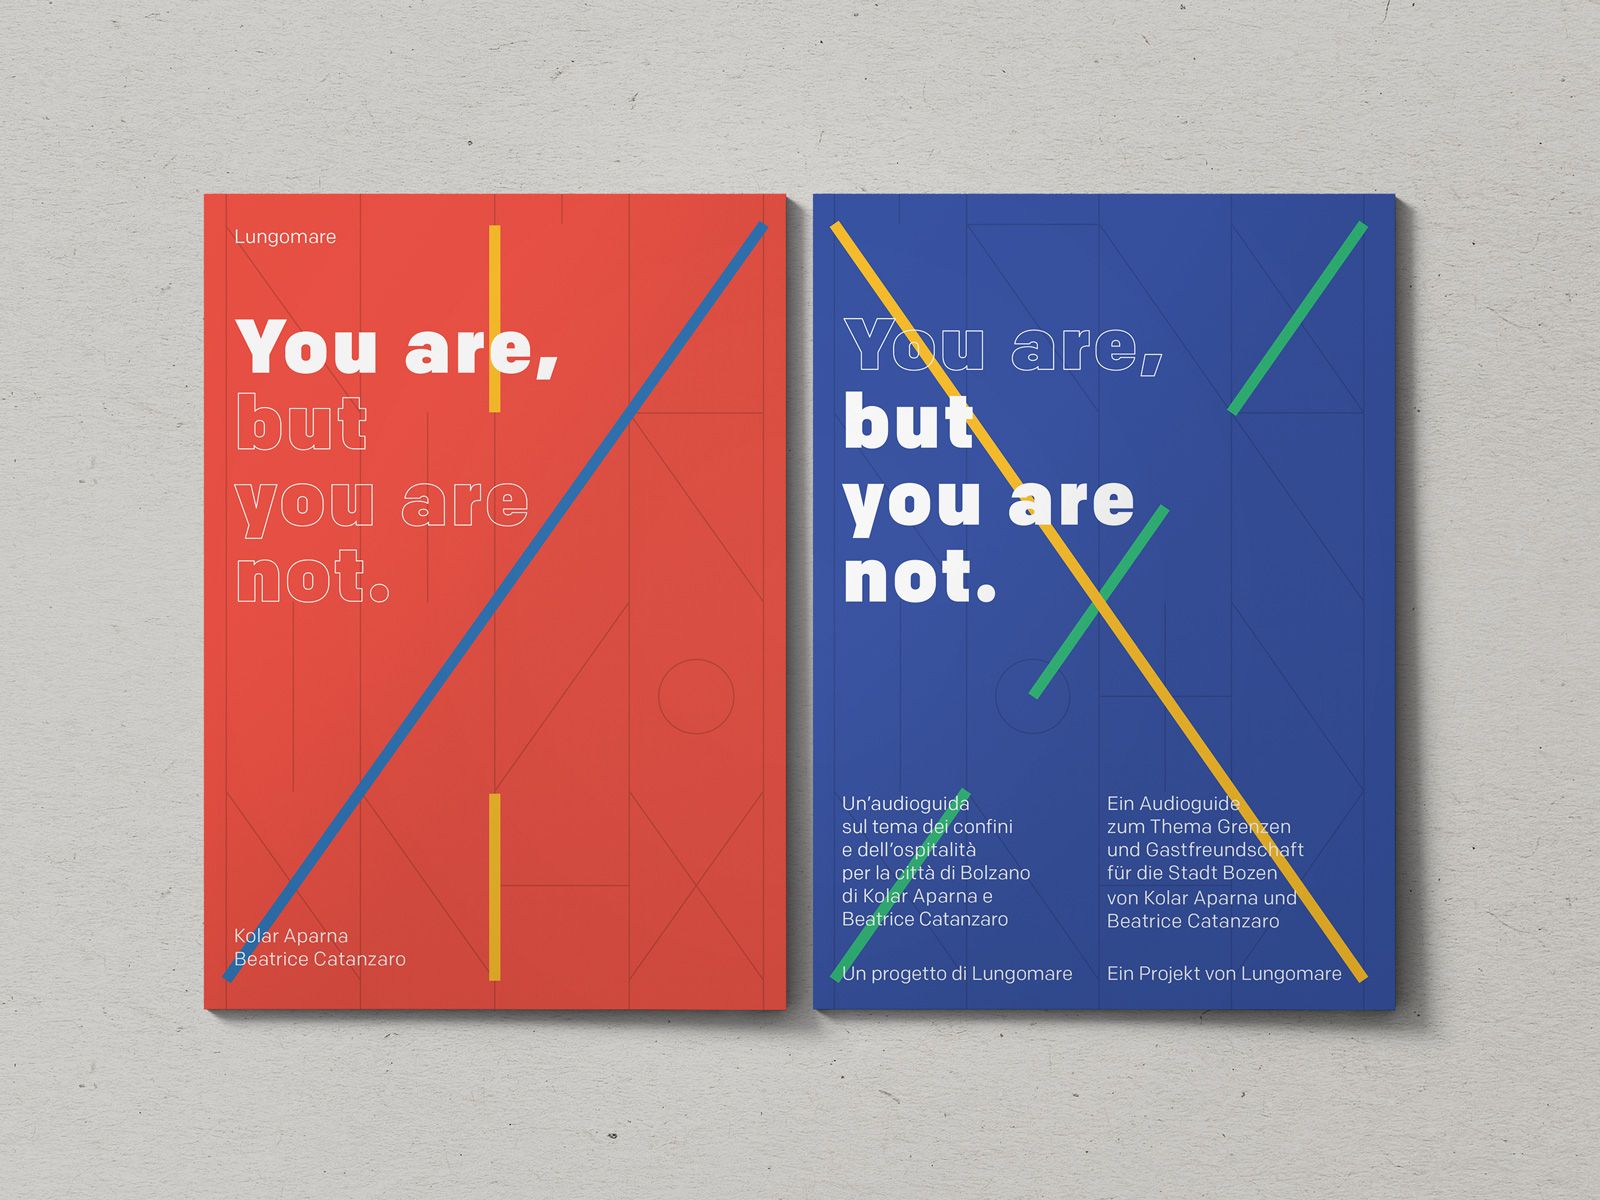 Lungomare
You are,
but
you are
not.
Kolar Aparna
Beatrice Catanzaro
You are,
but
you are
not.
Un’audioguida
sul tema dei confini
e dell’ospitalità
per la città di Bolzano
di Kolar Aparna e
Beatrice Catanzaro
Un progetto di Lungomare
Ein Audioguide
zum Thema Grenzen
und Gastfreundschaft
für die Stadt Bozen
von Kolar Aparna und
Beatrice Catanzaro
Ein Projekt von Lungomare